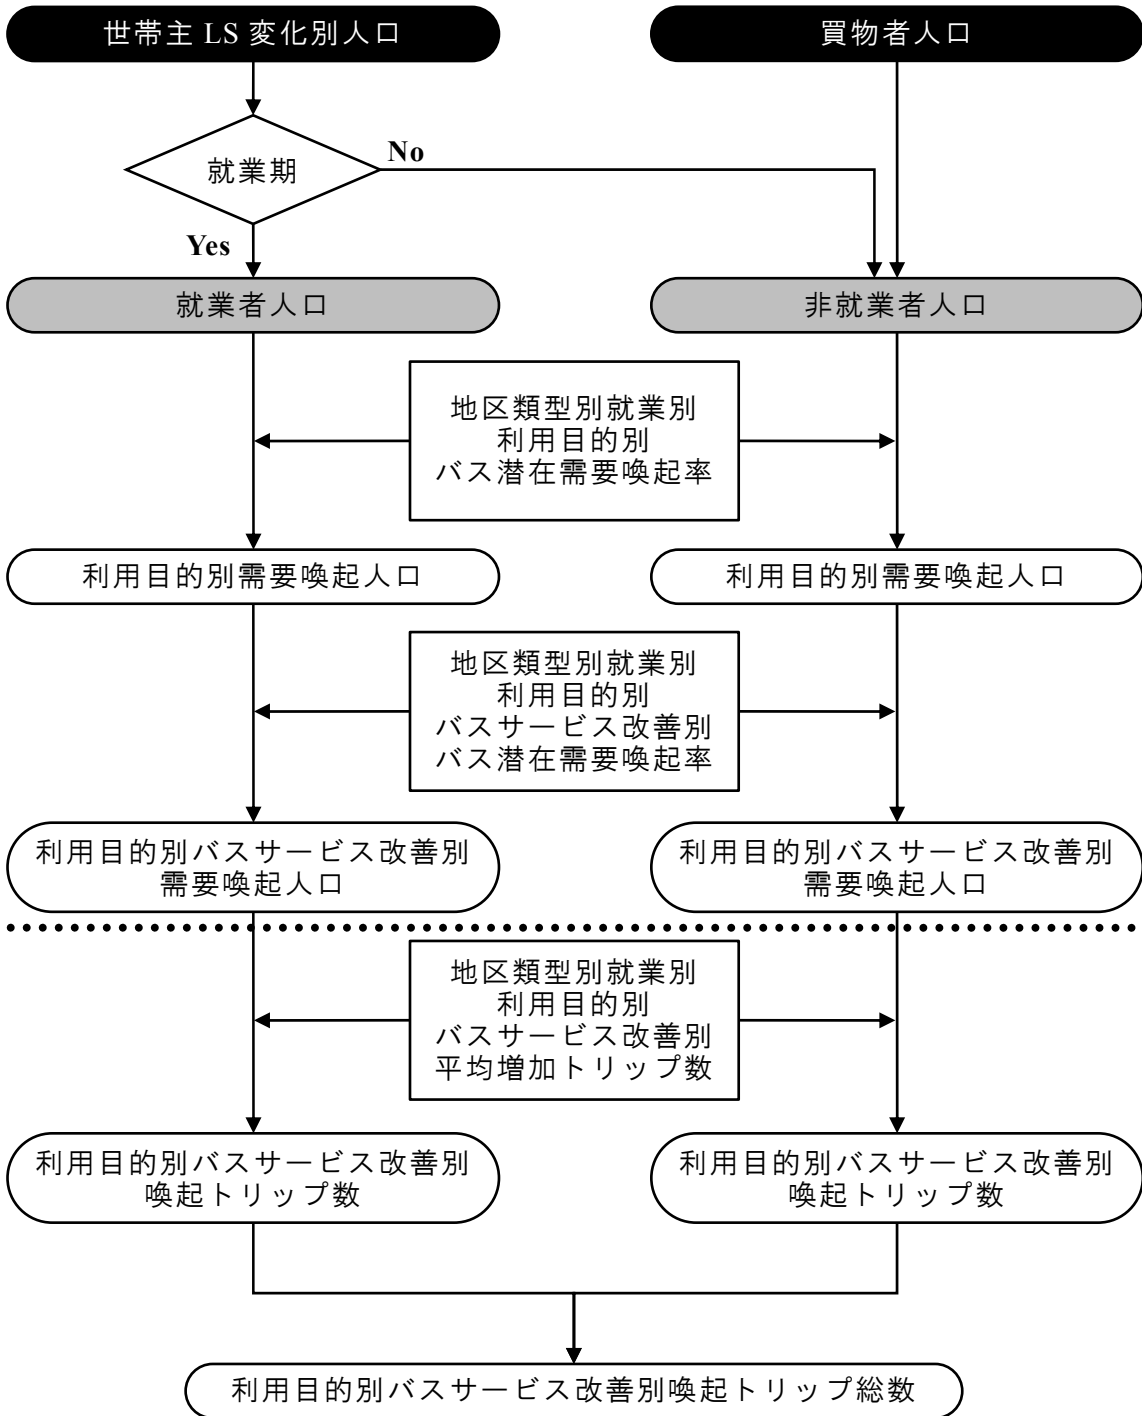 世帯主 LS 変化別人口
買物者人口
就業期
No
Yes
就業者人口
非就業者人口
地区類型別就業別
利用目的別
バス潜在需要喚起率
利用目的別需要喚起人口
利用目的別需要喚起人口
地区類型別就業別
利用目的別
バスサービス改善別
バス潜在需要喚起率
利用目的別バスサービス改善別
需要喚起人口
利用目的別バスサービス改善別
需要喚起人口
地区類型別就業別
利用目的別
バスサービス改善別
平均増加トリップ数
利用目的別バスサービス改善別
喚起トリップ数
利用目的別バスサービス改善別
喚起トリップ数
利用目的別バスサービス改善別喚起トリップ総数